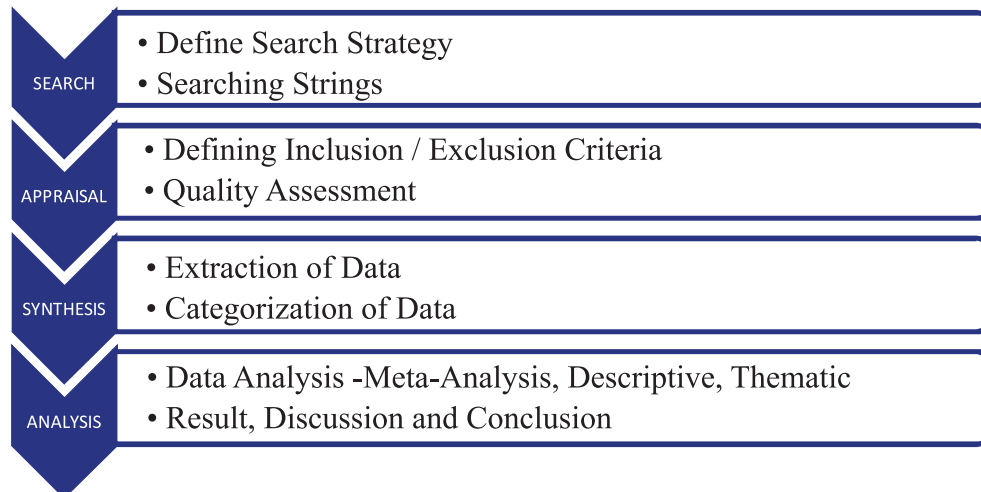 SEARCH
• Define Search Strategy
• Searching Strings
APPRAISAL
• Defining Inclusion / Exclusion Criteria
• Quality Assessment
SYNTHESIS
• Extraction of Data
• Categorization of Data
ANALYSIS
• Data Analysis -Meta-Analysis, Descriptive, Thematic
• Result, Discussion and Conclusion